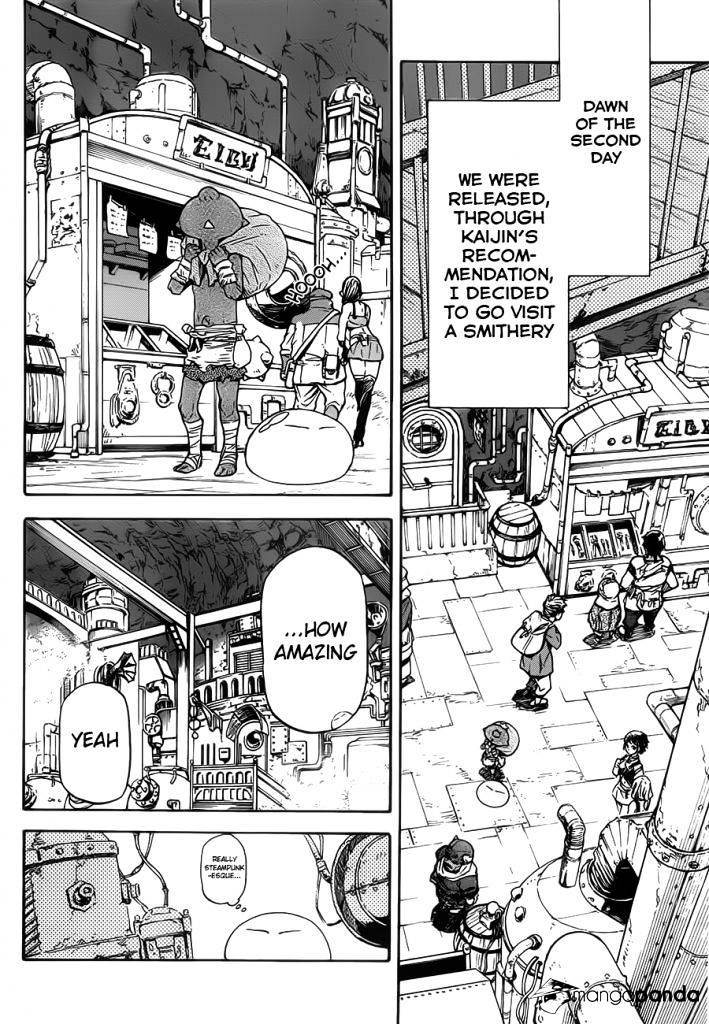 DAWN
OF THE
SECOND
DAY
WE WERE
RELEASED,
THROUGH
KAIJIN'S
RECOM-
MENDATION,
I DECIDED
TO GO VISIT
A SMITHERY
HOOOH...
...HOW
AMAZING
YEAH
REALLY
STEAMPUNK
-ESQUE...
mangapanda